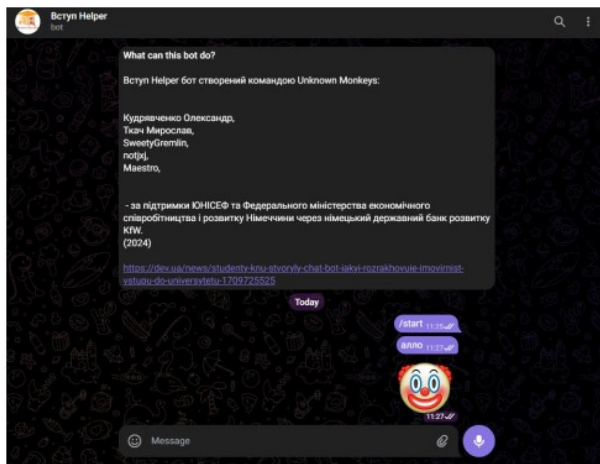 Вступ Helper
bot
What can this bot do?
Вступ Helper бот створений командою Unknown Monkeys:
Кудрявченко Олександр,
Ткач Мирослав,
SweetyGremlin,
notjxj,
Maestro,
- за підтримки ЮНІСЕФ та Федерального міністерства економічного
співробітництва і розвитку Німеччини через німецький державний банк розвитку
KfW.
(2024)
https://dev.ua/news/studenty-knu-stvoryly-chat-bot-iakyi-rozrakhovuie-imovirnist-
vstupu-do-universytetu-1709725525
Today
/start 11:25
алло 11:27
11:27
Message